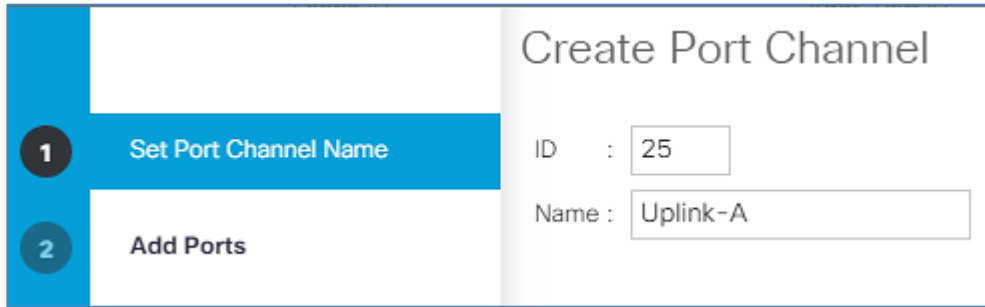 Create Port Channel
1 Set Port Channel Name
ID : 25
Name : Uplink-A
2 Add Ports